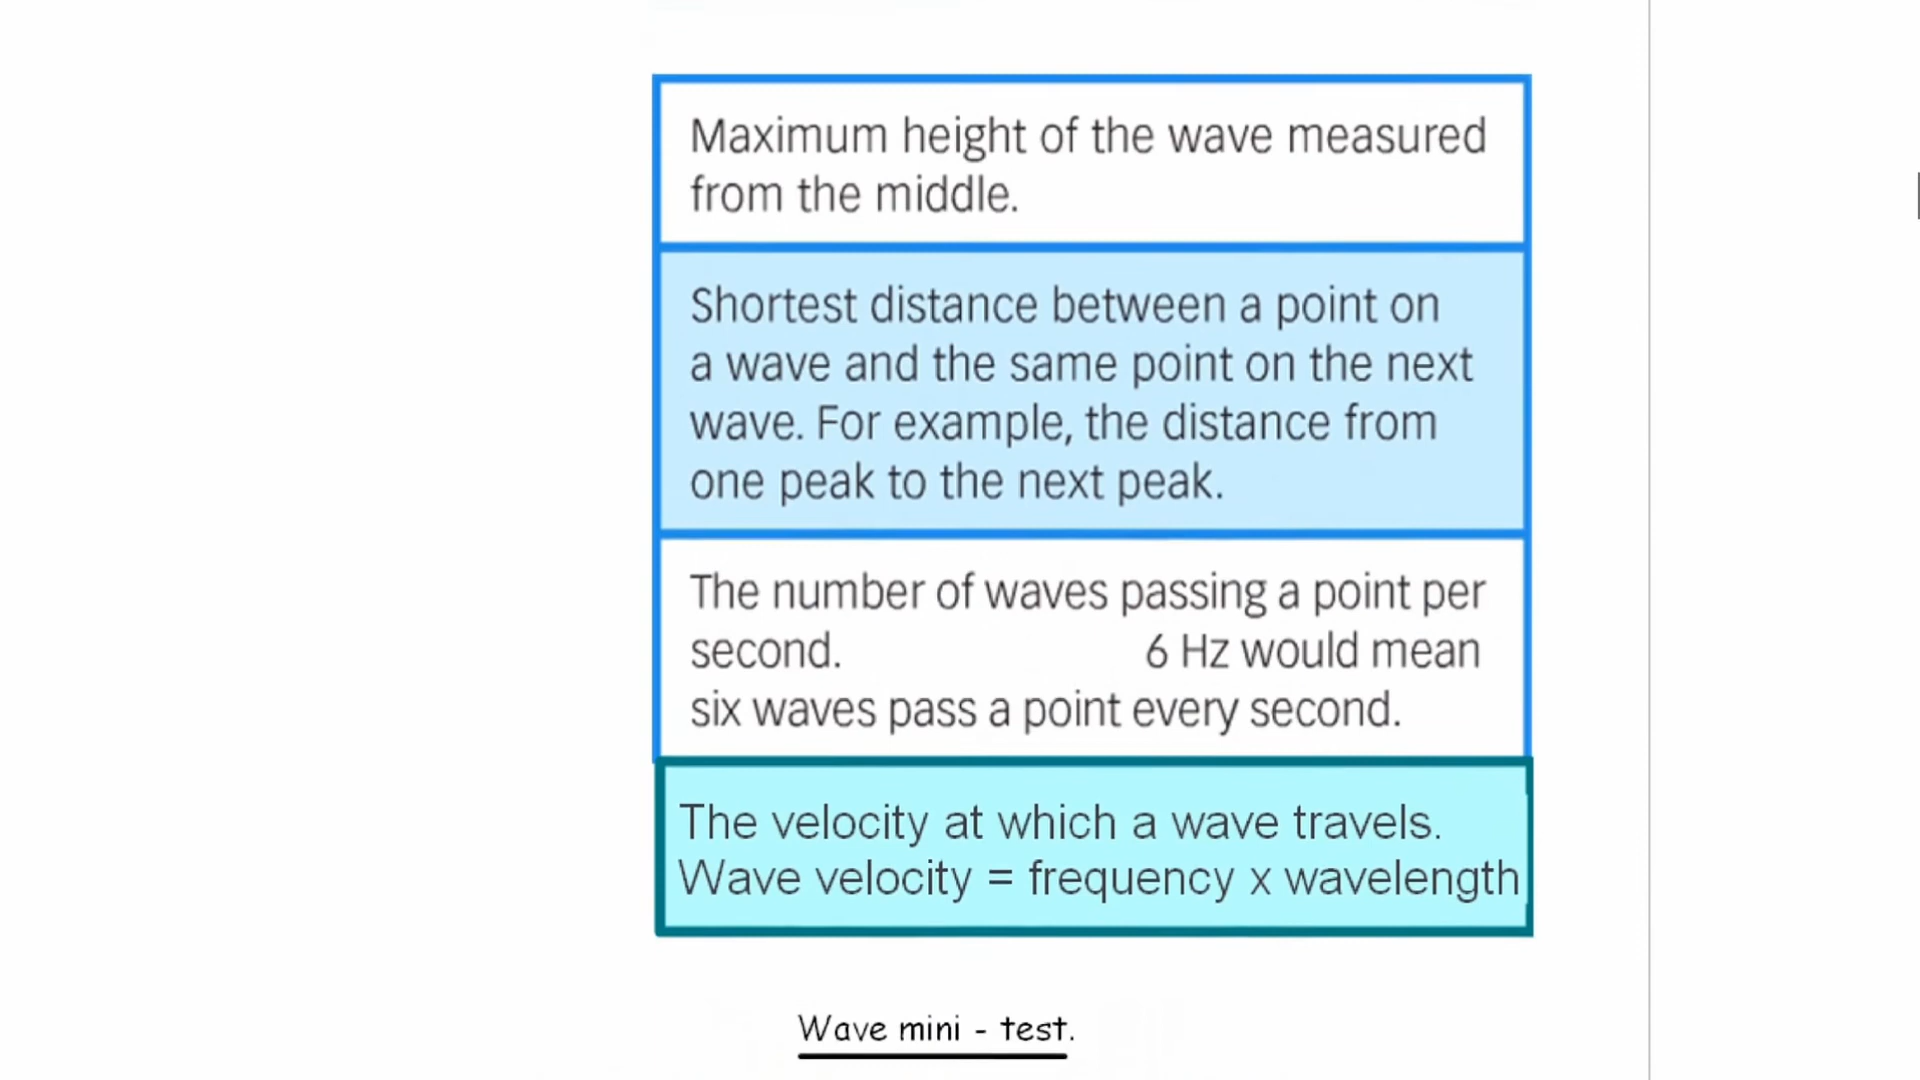 Maximum height of the wave measured
from the middle.
Shortest distance between a point on
a wave and the same point on the next
wave. For example, the distance from
one peak to the next peak.
The number of waves passing a point per
second. 6 Hz would mean
six waves pass a point every second.
The velocity at which a wave travels.
Wave velocity = frequency x wavelength
Wave mini - test.